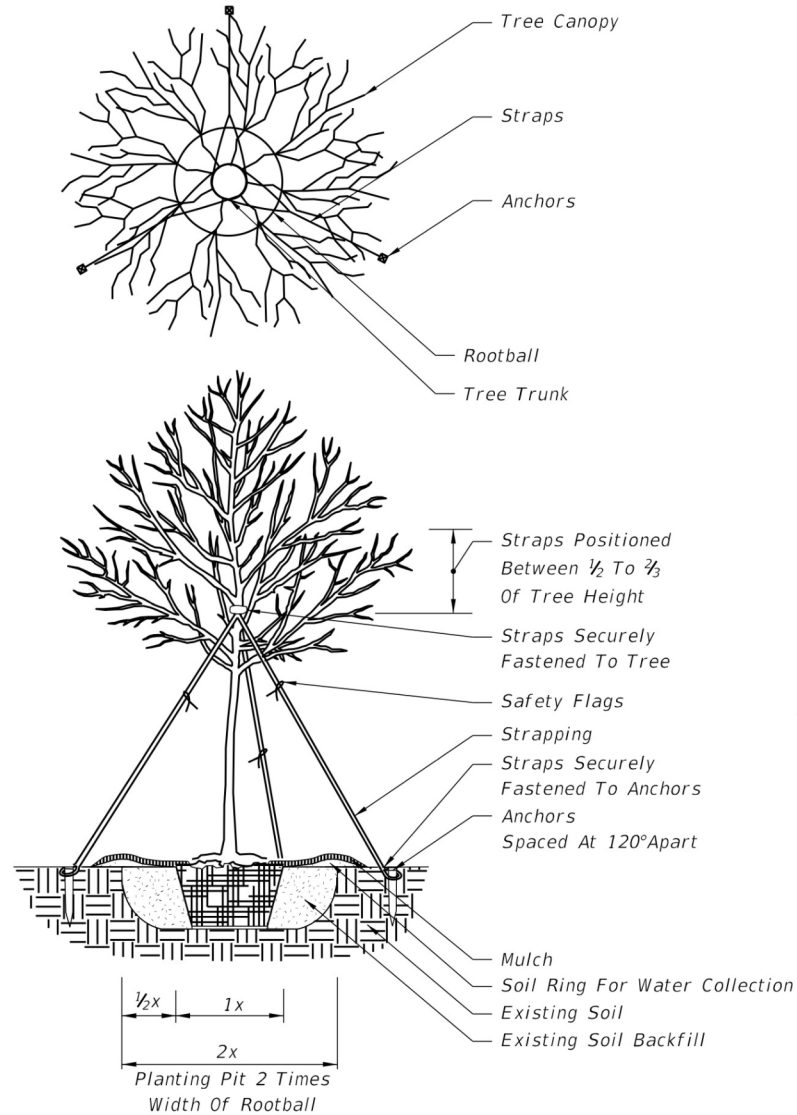 Tree Canopy
Straps
Anchors
Rootball
Tree Trunk
Straps Positioned
Between ½ To ⅔
Of Tree Height
Straps Securely
Fastened To Tree
Safety Flags
Strapping
Straps Securely
Fastened To Anchors
Anchors
Spaced At 120°Apart
Mulch
Soil Ring For Water Collection
Existing Soil
Existing Soil Backfill
½x
1x
2x
Planting Pit 2 Times
Width Of Rootball